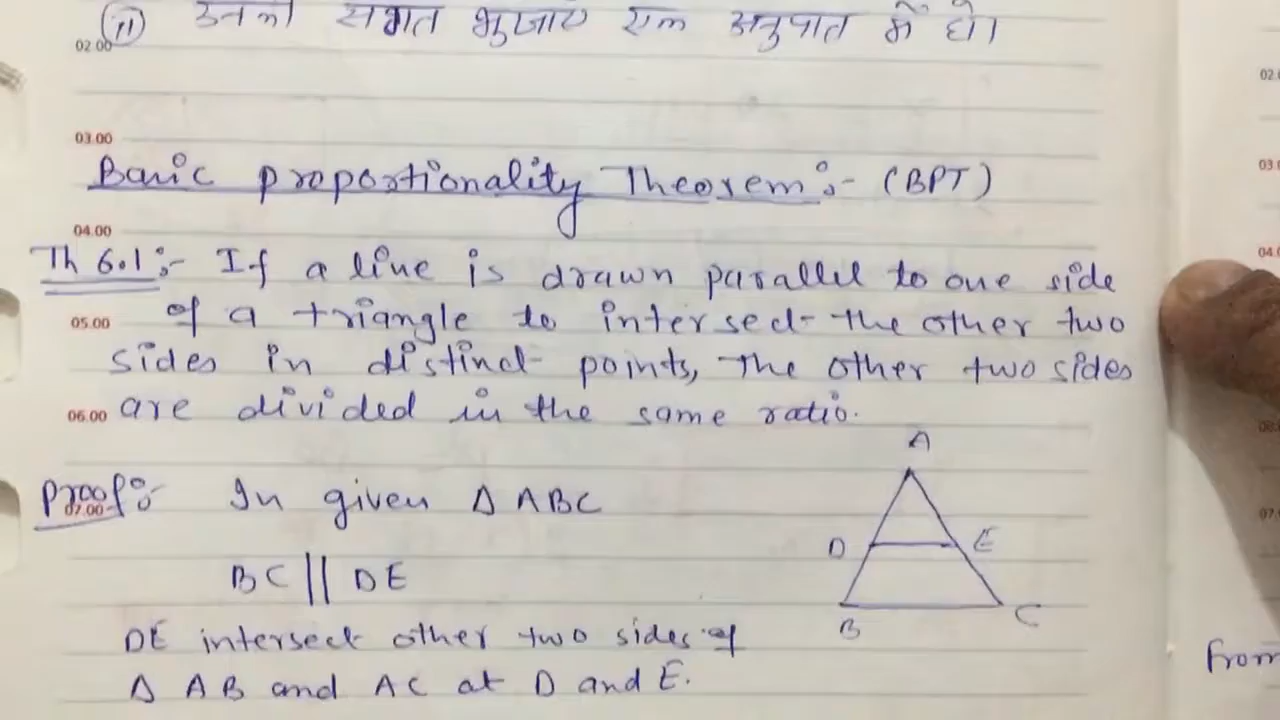 (ii) उनकी संगत भुजाएँ एक अनुपात में हो।
02.00
03.00
Basic proportionality Theorem :- (BPT)
04.00
Th 6.1 :- If a line is drawn parallel to one side
05.00 of a triangle to intersect the other two
sides in distinct points, the other two sides
06.00 are divided in the same ratio.
Proof :- In given Δ ABC
07.00
BC || DE
DE intersect other two sides of
Δ AB and AC at D and E.
A
D E
B C
03.
04.
07.
From